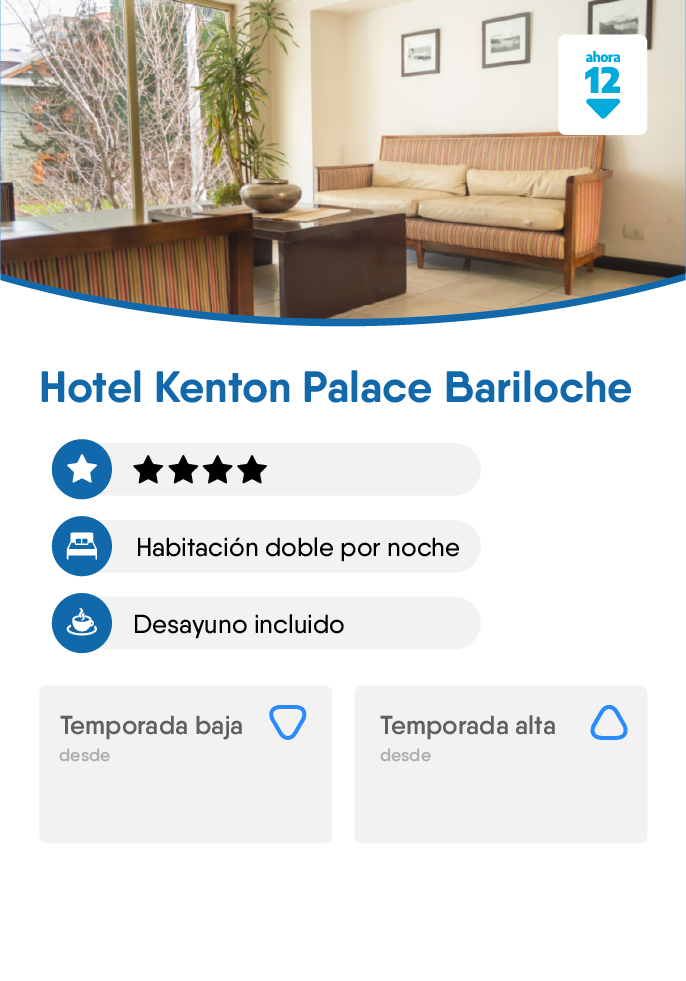 ahora
12
Hotel Kenton Palace Bariloche
Habitación doble por noche
Desayuno incluido
Temporada baja
desde
Temporada alta
desde